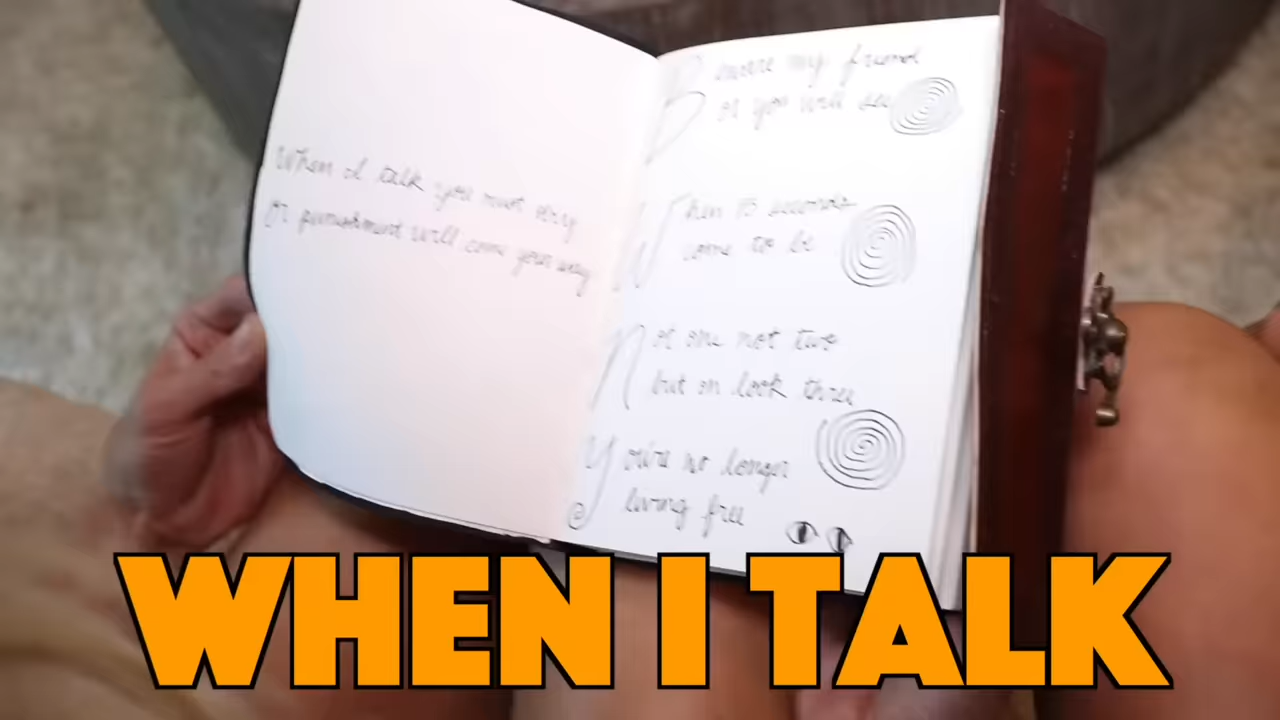 When I talk you must obey
Or punishment will come your way
Beware my friend
or you will see
When 15 seconds
come to be
Not one not two
but on look three
You're no longer
living free
WHEN I TALK